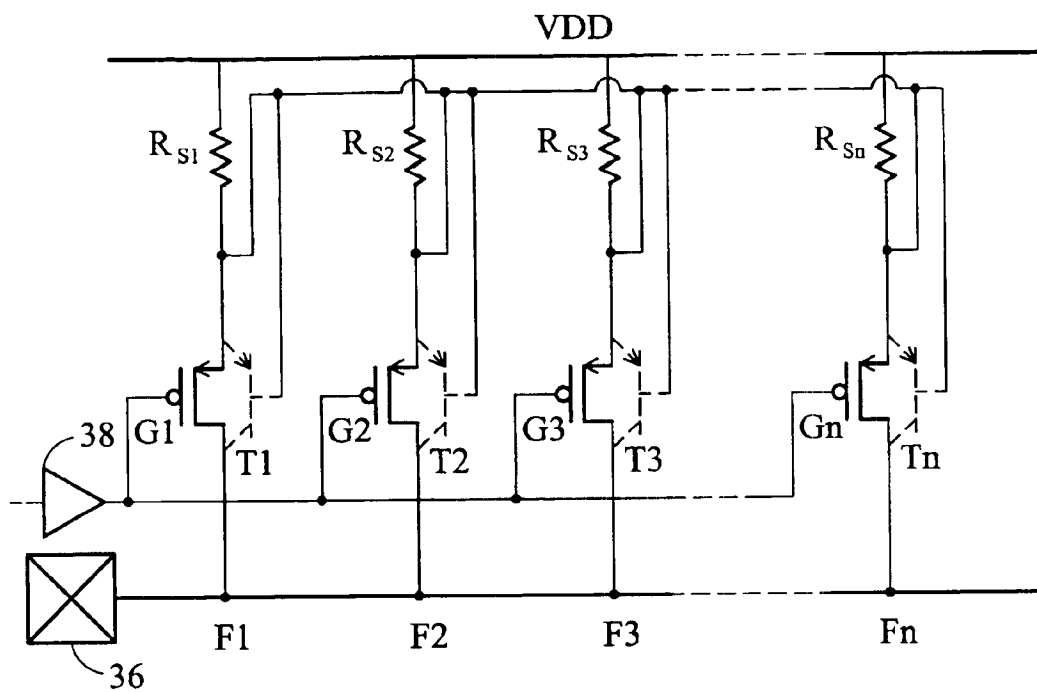 VDD
R S1 R S2 R S3 R Sn
G1 G2 G3 Gn
38 T1 T2 T3 Tn
F1 F2 F3 Fn
36